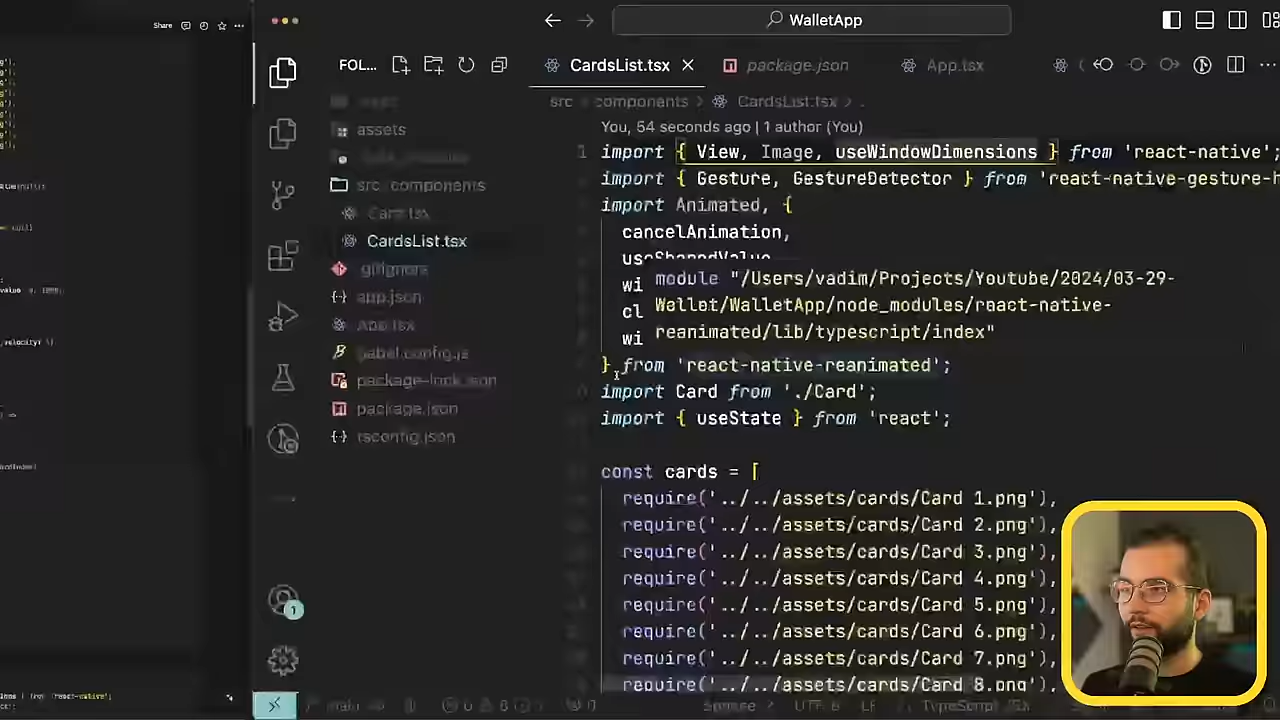 Share
WalletApp
FOL...
CardsList.tsx
package.json
App.tsx
assets
src
components
Card.tsx
CardsList.tsx
.gitignore
app.json
App.tsx
babel.config.js
package-lock.json
package.json
tsconfig.json
src > components > CardsList.tsx > .
You, 54 seconds ago | 1 author (You)
1 import { View, Image, useWindowDimensions } from 'react-native';
import { Gesture, GestureDetector } from 'react-native-gesture-h
import Animated, {
cancelAnimation,
useSharedValue
wi
cl
wi
module "/Users/vadim/Projects/Youtube/2024/03-29-
Wallet/WalletApp/node_modules/react-native-
reanimated/lib/typescript/index"
} from 'react-native-reanimated';
import Card from './Card';
import { useState } from 'react';
const cards = [
require('../../assets/cards/Card 1.png'),
require('../../assets/cards/Card 2.png'),
require('../../assets/cards/Card 3.png'),
require('../../assets/cards/Card 4.png'),
require('../../assets/cards/Card 5.png'),
require('../../assets/cards/Card 6.png'),
require('../../assets/cards/Card 7.png'),
require('../../assets/cards/Card 8.png'),
1